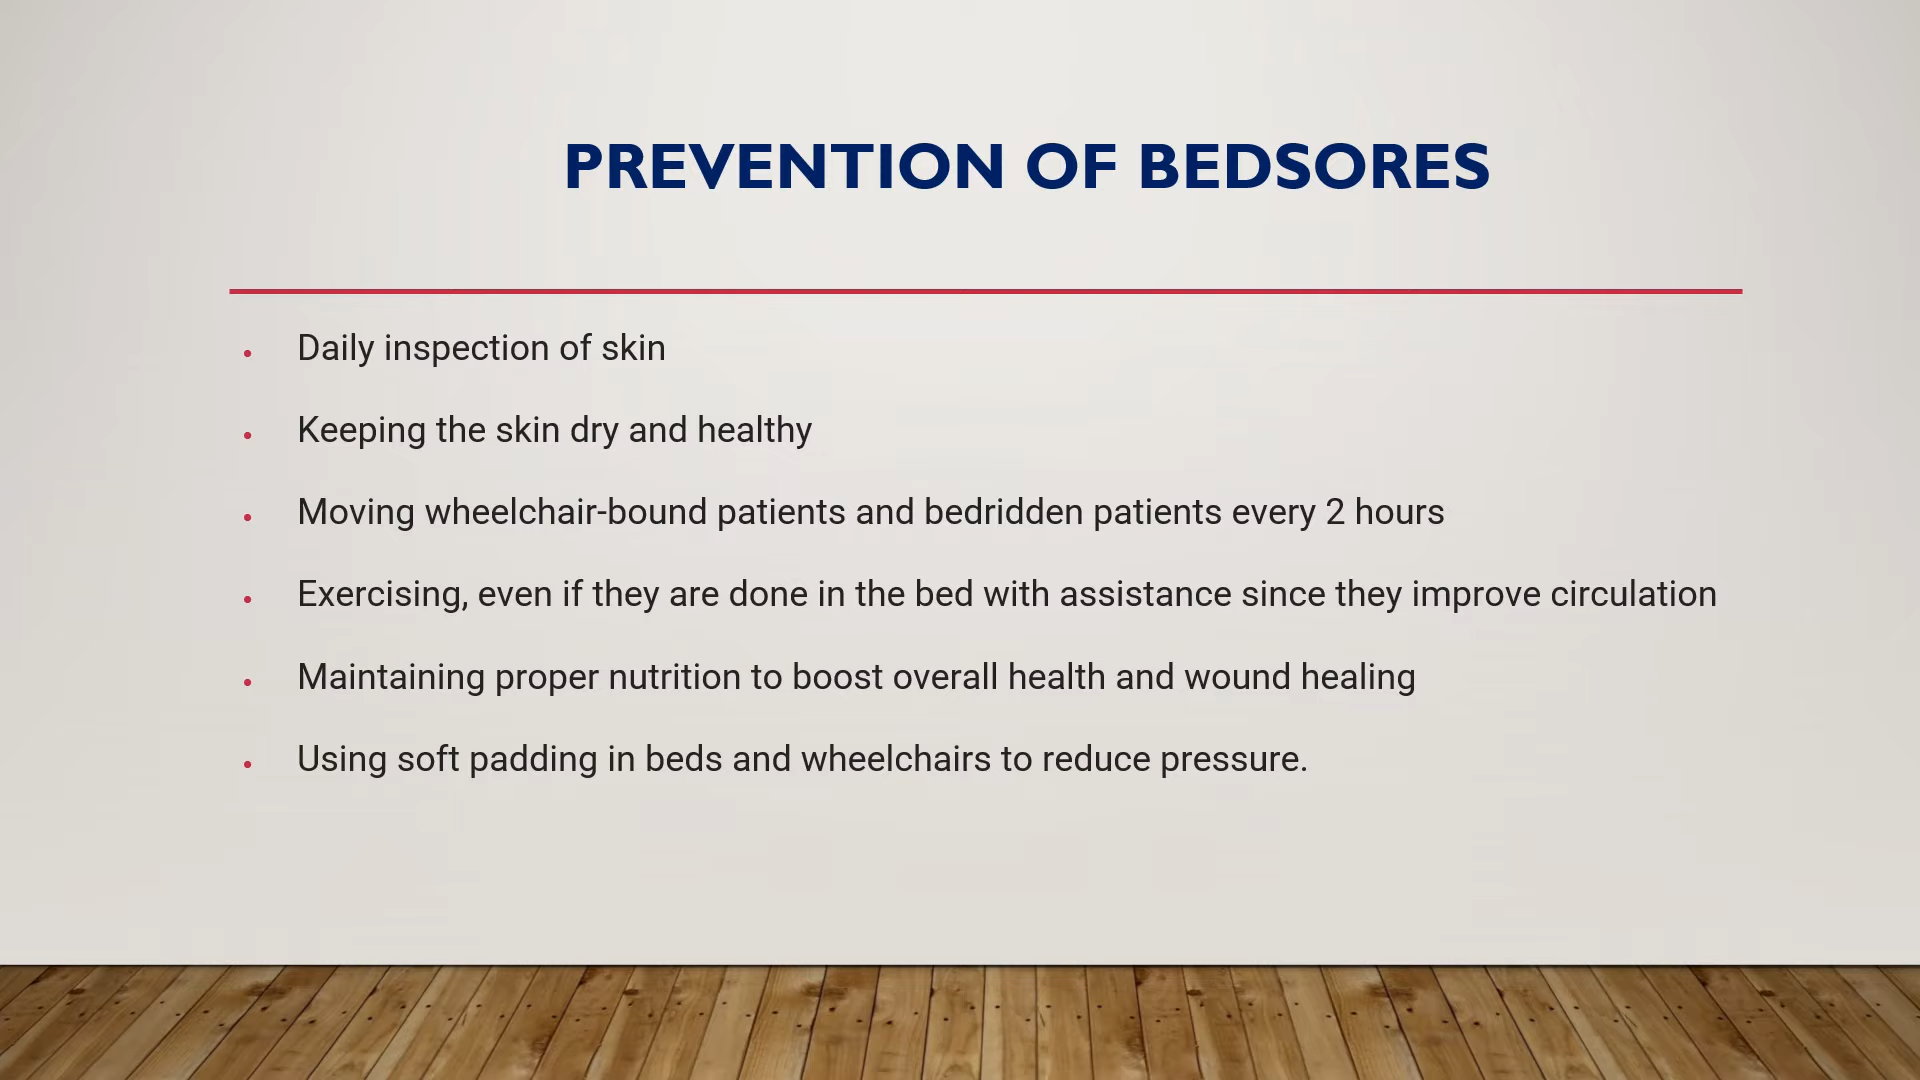 PREVENTION OF BEDSORES
• Daily inspection of skin
• Keeping the skin dry and healthy
• Moving wheelchair-bound patients and bedridden patients every 2 hours
• Exercising, even if they are done in the bed with assistance since they improve circulation
• Maintaining proper nutrition to boost overall health and wound healing
• Using soft padding in beds and wheelchairs to reduce pressure.